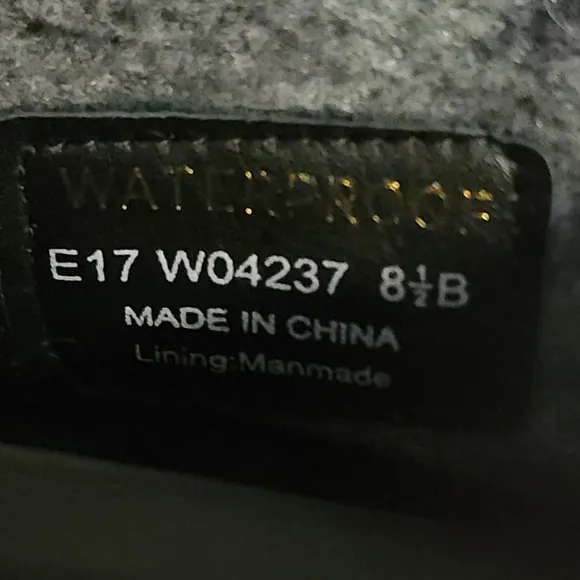 WATERPROOF
E17 W04237 8½B
MADE IN CHINA
Lining:Manmade